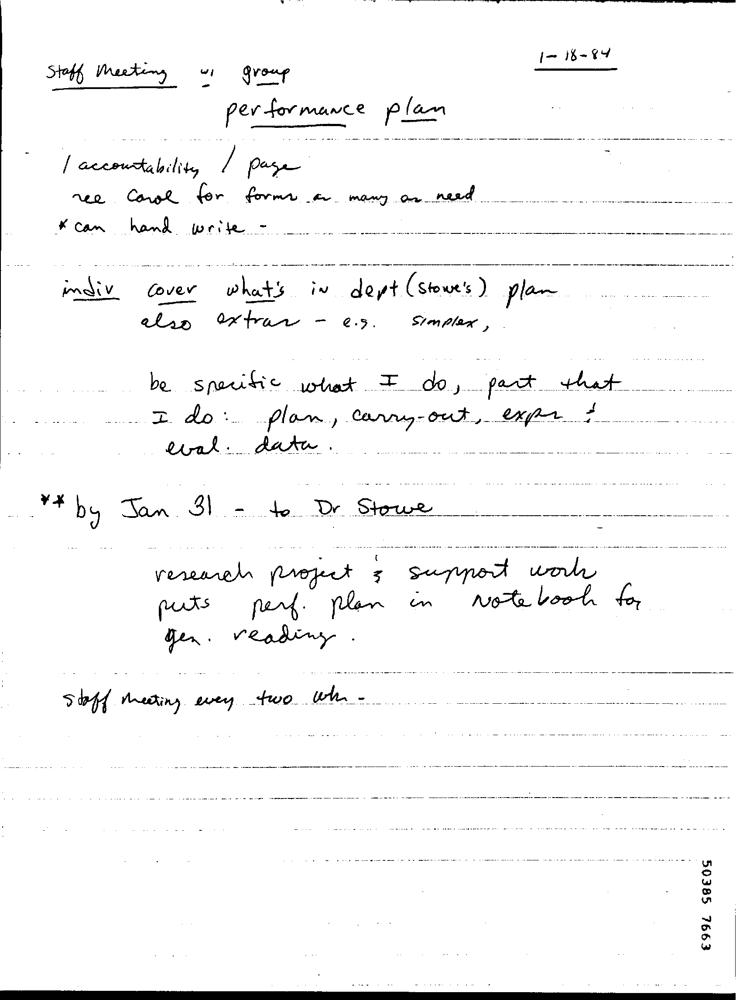 1-18-84
Staff Meeting w/ group
performance plan
1 accountability / page
see Carol for forms as many as need
* can hand write -
indiv cover what's in dept (Stowe's) plan
also extras - e.g. simplex,
be specific what I do, part that
I do: plan, carry-out, expts &
eval. data.
** by Jan 31 - to Dr Stowe
research project & support work
puts perf. plan in Notebook for
gen. reading.
Staff Meeting every two wks -
50385 7663